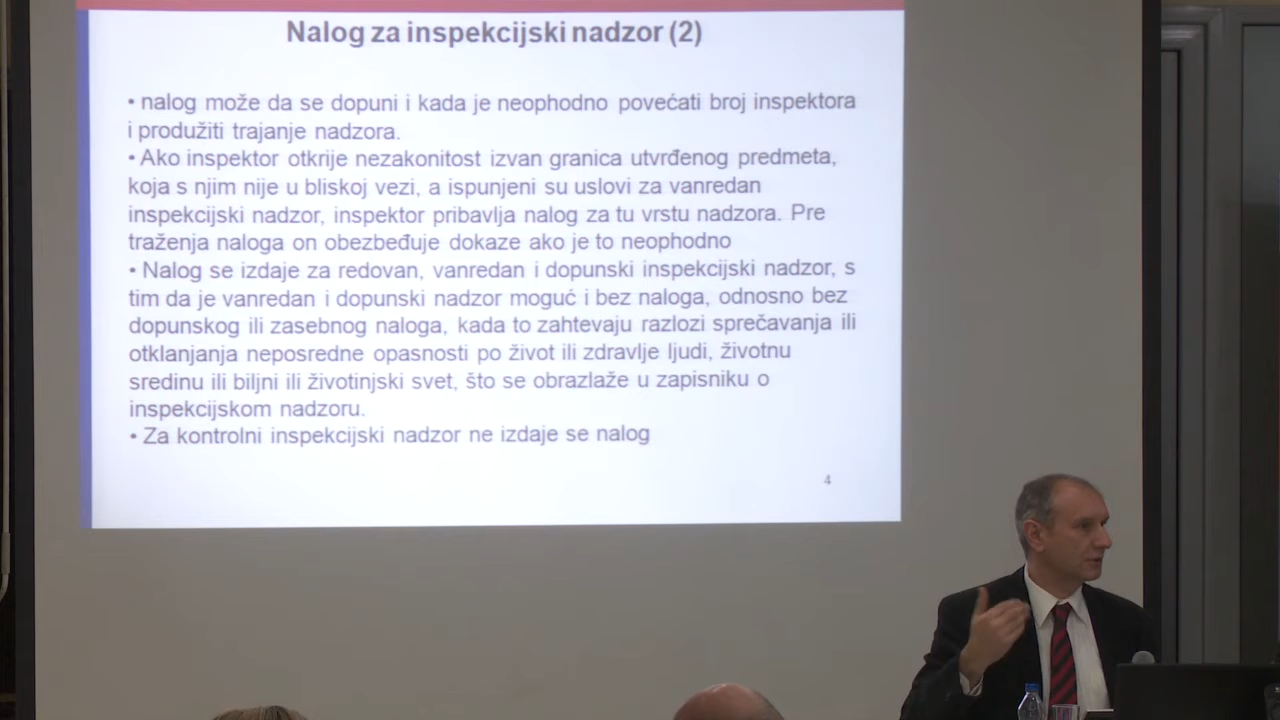 Nalog za inspekcijski nadzor (2)
• nalog može da se dopuni i kada je neophodno povećati broj inspektora
i produžiti trajanje nadzora.
• Ako inspektor otkrije nezakonitost izvan granica utvrđenog predmeta,
koja s njim nije u bliskoj vezi, a ispunjeni su uslovi za vanredan
inspekcijski nadzor, inspektor pribavlja nalog za tu vrstu nadzora. Pre
traženja naloga on obezbeđuje dokaze ako je to neophodno
• Nalog se izdaje za redovan, vanredan i dopunski inspekcijski nadzor, s
tim da je vanredan i dopunski nadzor moguć i bez naloga, odnosno bez
dopunskog ili zasebnog naloga, kada to zahtevaju razlozi sprečavanja ili
otklanjanja neposredne opasnosti po život ili zdravlje ljudi, životnu
sredinu ili biljni ili životinjski svet, što se obrazlaže u zapisniku o
inspekcijskom nadzoru.
• Za kontrolni inspekcijski nadzor ne izdaje se nalog
4